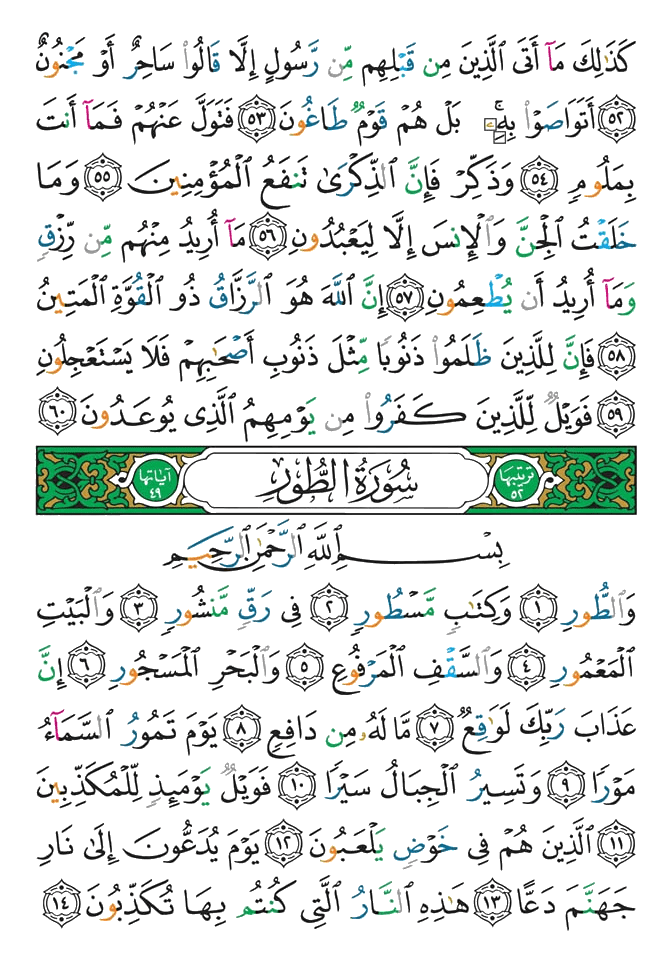 كَذَٰلِكَ مَآ أَتَى ٱلَّذِينَ مِن قَبْلِهِم مِّن رَّسُولٍ إِلَّا قَالُوا۟ سَاحِرٌ أَوْ مَجْنُونٌ
٥٢ أَتَوَاصَوْا۟ بِهِۦۚ بَلْ هُمْ قَوْمٌ طَاغُونَ ٥٣ فَتَوَلَّ عَنْهُمْ فَمَآ أَنتَ
بِمَلُومٍ ٥٤ وَذَكِّرْ فَإِنَّ ٱلذِّكْرَىٰ تَنفَعُ ٱلْمُؤْمِنِينَ ٥٥ وَمَا
خَلَقْتُ ٱلْجِنَّ وَٱلْإِنسَ إِلَّا لِيَعْبُدُونِ ٥٦ مَآ أُرِيدُ مِنْهُم مِّن رِّزْقٍ
وَمَآ أُرِيدُ أَن يُطْعِمُونِ ٥٧ إِنَّ ٱللَّهَ هُوَ ٱلرَّزَّاقُ ذُو ٱلْقُوَّةِ ٱلْمَتِينُ
٥٨ فَإِنَّ لِلَّذِينَ ظَلَمُوا۟ ذَنُوبًا مِّثْلَ ذَنُوبِ أَصْحَٰبِهِمْ فَلَا يَسْتَعْجِلُونِ
٥٩ فَوَيْلٌ لِّلَّذِينَ كَفَرُوا۟ مِن يَوْمِهِمُ ٱلَّذِى يُوعَدُونَ ٦٠
ترتيبها ٥٢ سُورَةُ الطُّورِ آياتها ٤٩
بِسْمِ ٱللَّهِ ٱلرَّحْمَٰنِ ٱلرَّحِيمِ
وَٱلطُّورِ ١ وَكِتَٰبٍ مَّسْطُورٍ ٢ فِى رَقٍّ مَّنشُورٍ ٣ وَٱلْبَيْتِ
ٱلْمَعْمُورِ ٤ وَٱلسَّقْفِ ٱلْمَرْفُوعِ ٥ وَٱلْبَحْرِ ٱلْمَسْجُورِ ٦ إِنَّ
عَذَابَ رَبِّكَ لَوَٰقِعٌ ٧ مَّا لَهُۥ مِن دَافِعٍ ٨ يَوْمَ تَمُورُ ٱلسَّمَآءُ
مَوْرًا ٩ وَتَسِيرُ ٱلْجِبَالُ سَيْرًا ١٠ فَوَيْلٌ يَوْمَئِذٍ لِّلْمُكَذِّبِينَ
١١ ٱلَّذِينَ هُمْ فِى خَوْضٍ يَلْعَبُونَ ١٢ يَوْمَ يُدَعُّونَ إِلَىٰ نَارِ
جَهَنَّمَ دَعًّا ١٣ هَٰذِهِ ٱلنَّارُ ٱلَّتِى كُنتُم بِهَا تُكَذِّبُونَ ١٤